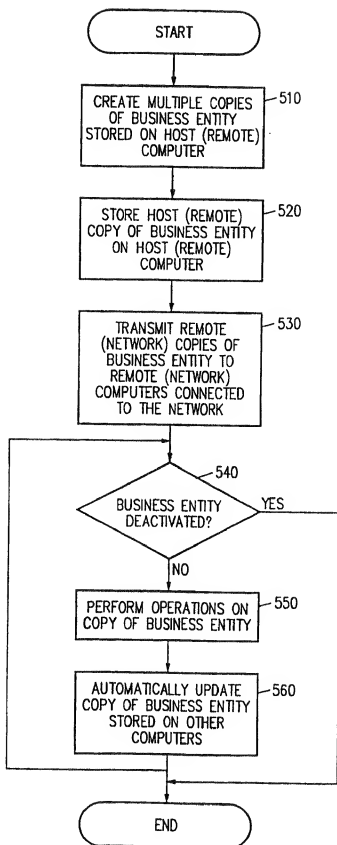 START
CREATE MULTIPLE COPIES
OF BUSINESS ENTITY
STORED ON HOST (REMOTE)
COMPUTER
510
STORE HOST (REMOTE)
COPY OF BUSINESS ENTITY
ON HOST (REMOTE)
COMPUTER
520
TRANSMIT REMOTE
(NETWORK) COPIES OF
BUSINESS ENTITY TO
REMOTE (NETWORK)
COMPUTERS CONNECTED
TO THE NETWORK
530
540
BUSINESS ENTITY
DEACTIVATED?
YES
NO
PERFORM OPERATIONS ON
COPY OF BUSINESS ENTITY
550
AUTOMATICALLY UPDATE
COPY OF BUSINESS ENTITY
STORED ON OTHER
COMPUTERS
560
END